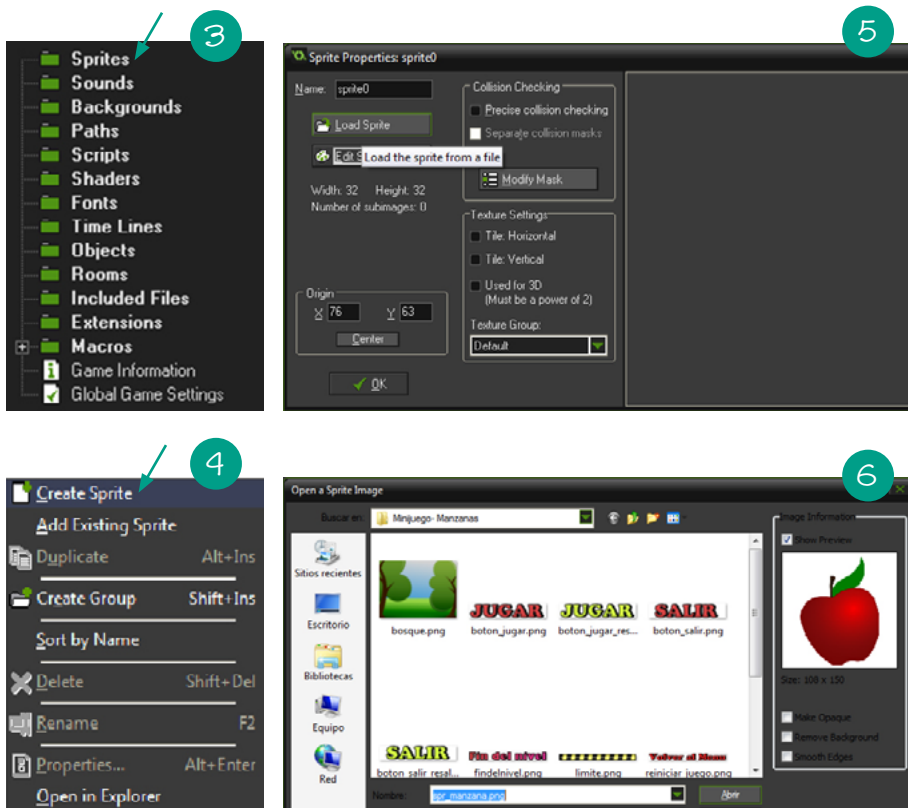 3
Sprites
Sounds
Backgrounds
Paths
Scripts
Shaders
Fonts
Time Lines
Objects
Rooms
Included Files
Extensions
Macros
Game Information
Global Game Settings
5
Sprite Properties: sprite0
Name: sprite0
Load Sprite
Edit S
Load the sprite from a file
Width: 32 Height: 32
Number of subimages: 0
Origin
X 76 Y 63
Center
OK
Collision Checking
Precise collision checking
Separate collision masks
Modify Mask
Texture Settings
Tile: Horizontal
Tile: Vertical
Used for 3D
(Must be a power of 2)
Texture Group:
Default
4
Create Sprite
Add Existing Sprite
Duplicate Alt+Ins
Create Group Shift+Ins
Sort by Name
Delete Shift+Del
Rename F2
Properties... Alt+Enter
Open in Explorer
6
Open a Sprite Image
Buscar en: Minijuego- Manzanas
Sitios recientes
Escritorio
Bibliotecas
Equipo
Red
JUGAR JUGAR SALIR
bosque.png boton_jugar.png boton_jugar_res... boton_salir.png
SALIR Fin del nivel Volver al Menu
boton_salir_resal... findelnivel.png limite.png reiniciar_juego.png
Nombre: spr_manzana.png Abrir
Image Information
Show Preview
Size: 108 x 150
Make Opaque
Remove Background
Smooth Edges